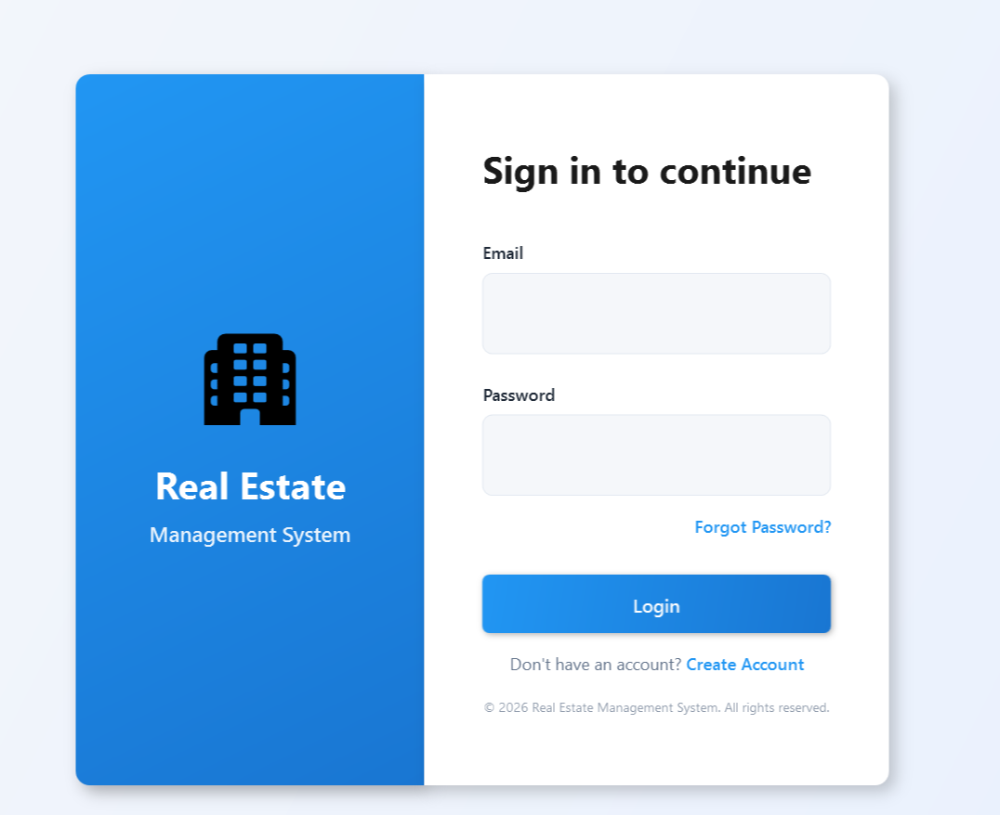 Real Estate
Management System
Sign in to continue
Email
Password
Forgot Password?
Login
Don't have an account? Create Account
© 2026 Real Estate Management System. All rights reserved.